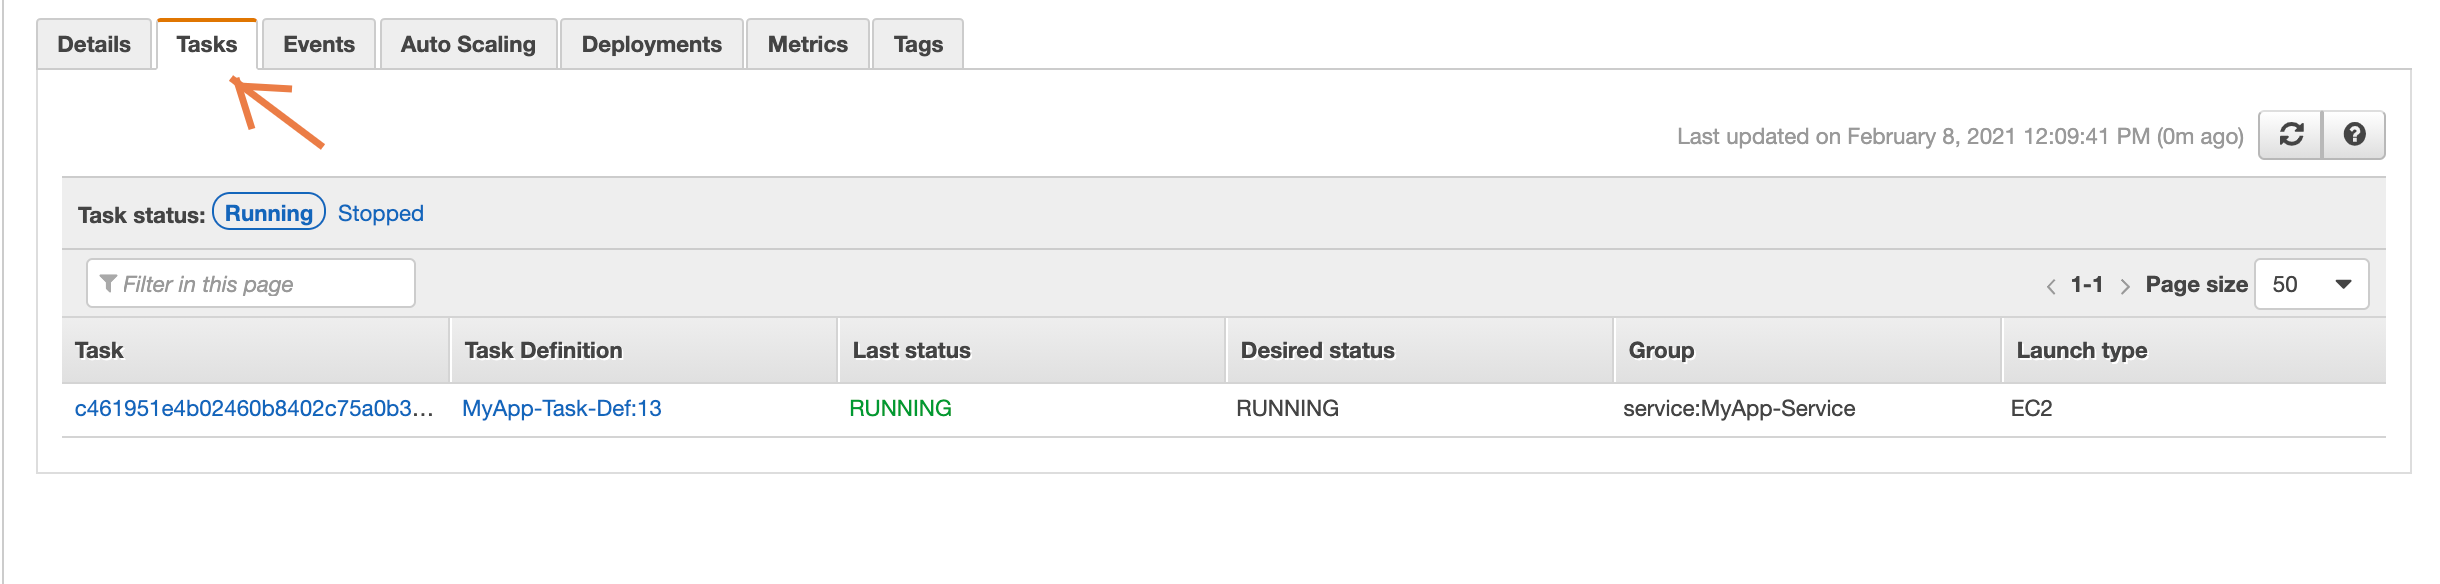 Details Tasks Events Auto Scaling Deployments Metrics Tags
Last updated on February 8, 2021 12:09:41 PM (0m ago)
Task status: Running Stopped
Filter in this page
1-1 Page size 50
Task Task Definition Last status Desired status Group Launch type
c461951e4b02460b8402c75a0b3... MyApp-Task-Def:13 RUNNING RUNNING service:MyApp-Service EC2